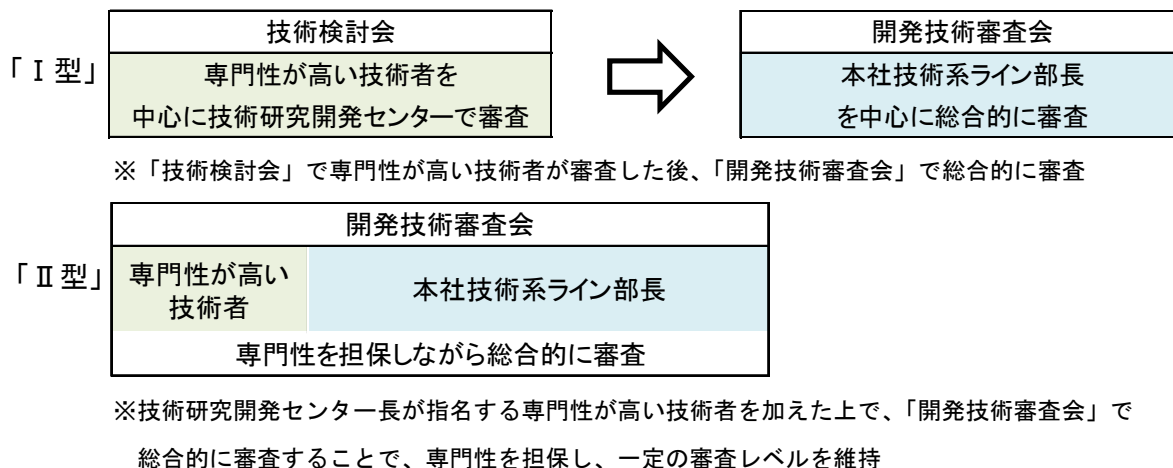 技術検討会
開発技術審査会
「Ⅰ型」
専門性が高い技術者を
中心に技術研究開発センターで審査
本社技術系ライン部長
を中心に総合的に審査
※「技術検討会」で専門性が高い技術者が審査した後、「開発技術審査会」で総合的に審査
開発技術審査会
「Ⅱ型」
専門性が高い
技術者
本社技術系ライン部長
専門性を担保しながら総合的に審査
※技術研究開発センター長が指名する専門性が高い技術者を加えた上で、「開発技術審査会」で
総合的に審査することで、専門性を担保し、一定の審査レベルを維持